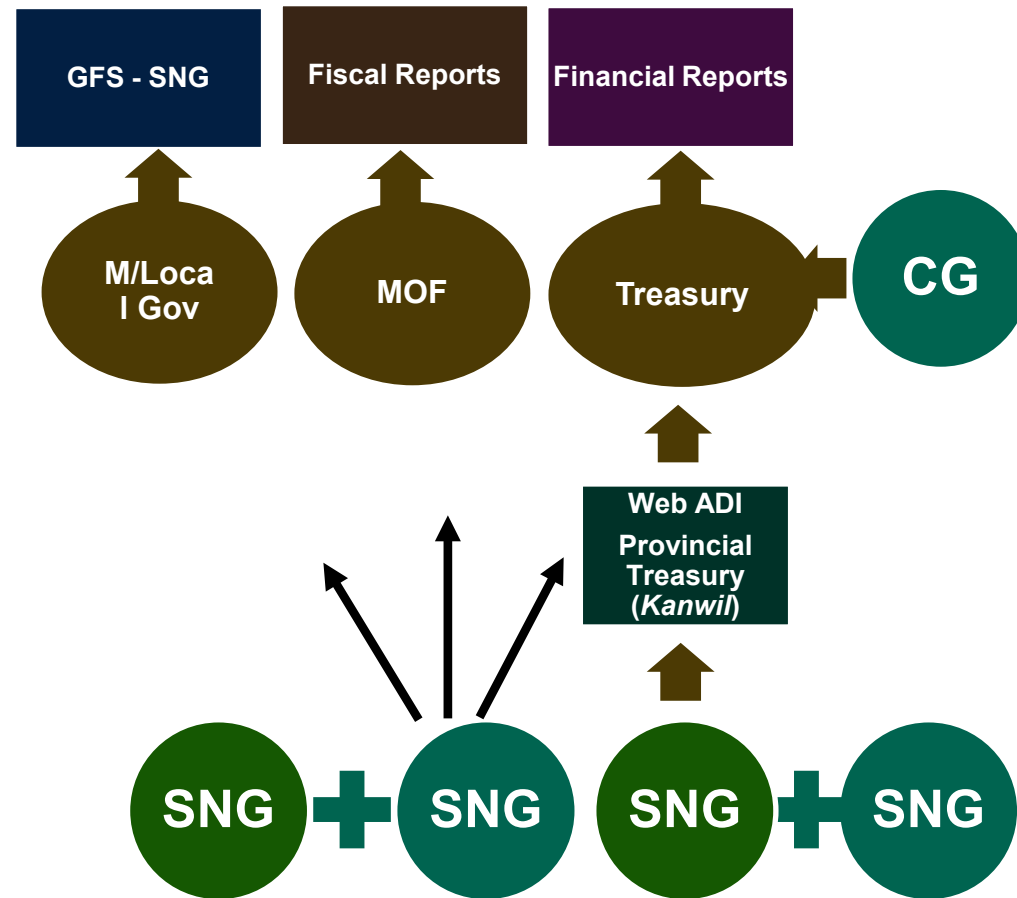 GFS - SNG
Fiscal Reports
Financial Reports
M/Loca
l Gov
MOF
Treasury
CG
Web ADI
Provincial
Treasury
(Kanwil)
SNG
SNG
SNG
SNG